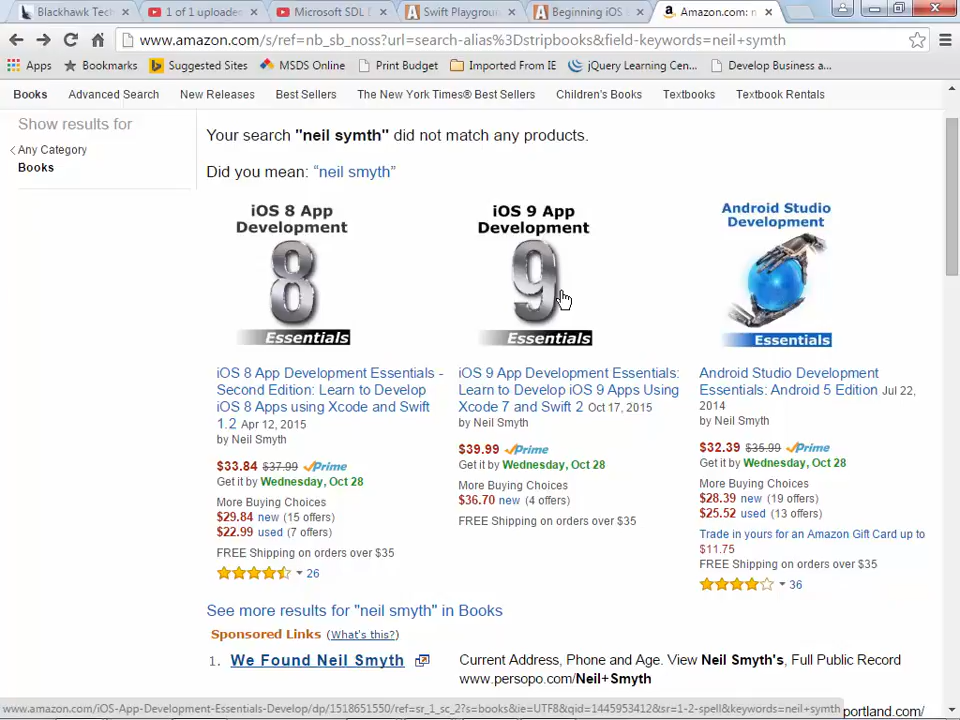 Blackhawk Tech
1 of 1 uploade
Microsoft SDL
Swift Playgroun
Beginning iOS
Amazon.com: n
www.amazon.com/s/ref=nb_sb_noss?url=search-alias%3Dstripbooks&field-keywords=neil+symth
Apps Bookmarks Suggested Sites MSDS Online Print Budget Imported From IE jQuery Learning Cen... Develop Business a...
Books Advanced Search New Releases Best Sellers The New York Times® Best Sellers Children's Books Textbooks Textbook Rentals
Show results for
Any Category
Books
Your search "neil symth" did not match any products.
Did you mean: "neil smyth"
iOS 8 App
Development
8
Essentials
iOS 8 App Development Essentials -
Second Edition: Learn to Develop
iOS 8 Apps using Xcode and Swift
1.2 Apr 12, 2015
by Neil Smyth
$33.84 $37.99 Prime
Get it by Wednesday, Oct 28
More Buying Choices
$29.84 new (15 offers)
$22.99 used (7 offers)
FREE Shipping on orders over $35
26
iOS 9 App
Development
9
Essentials
iOS 9 App Development Essentials:
Learn to Develop iOS 9 Apps Using
Xcode 7 and Swift 2 Oct 17, 2015
by Neil Smyth
$39.99 Prime
Get it by Wednesday, Oct 28
More Buying Choices
$36.70 new (4 offers)
FREE Shipping on orders over $35
Android Studio
Development
Essentials
Android Studio Development
Essentials: Android 5 Edition Jul 22,
2014
by Neil Smyth
$32.39 $35.99 Prime
Get it by Wednesday, Oct 28
More Buying Choices
$28.39 new (19 offers)
$25.52 used (13 offers)
Trade in yours for an Amazon Gift Card up to
$11.75
FREE Shipping on orders over $35
36
See more results for "neil smyth" in Books
Sponsored Links (What's this?)
1. We Found Neil Smyth
Current Address, Phone and Age. View Neil Smyth's, Full Public Record
www.persopo.com/Neil+Smyth
www.amazon.com/iOS-App-Development-Essentials-Develop/dp/1518651550/ref=sr_1_sc_2?s=books&ie=UTF8&qid=1445953412&sr=1-2-spell&keywords=neil+symth
portland.com/